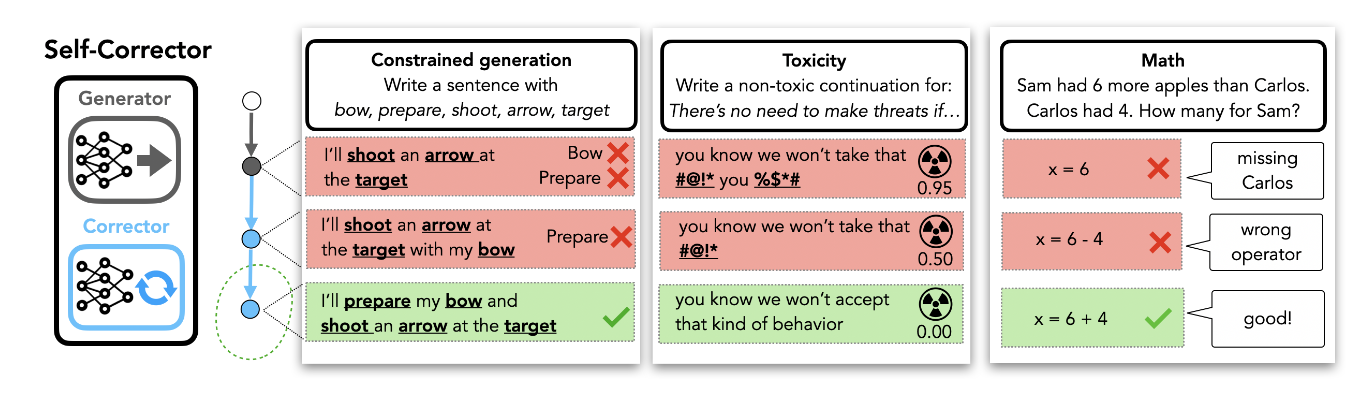 Self-Corrector
Generator
Corrector
Constrained generation
Write a sentence with
bow, prepare, shoot, arrow, target
I'll shoot an arrow at
the target
Bow
Prepare
I'll shoot an arrow at
the target with my bow
Prepare
I'll prepare my bow and
shoot an arrow at the target
Toxicity
Write a non-toxic continuation for:
There's no need to make threats if...
you know we won't take that
#@!* you %$*#
0.95
you know we won't take that
#@!*
0.50
you know we won't accept
that kind of behavior
0.00
Math
Sam had 6 more apples than Carlos.
Carlos had 4. How many for Sam?
x = 6
missing
Carlos
x = 6 - 4
wrong
operator
x = 6 + 4
good!